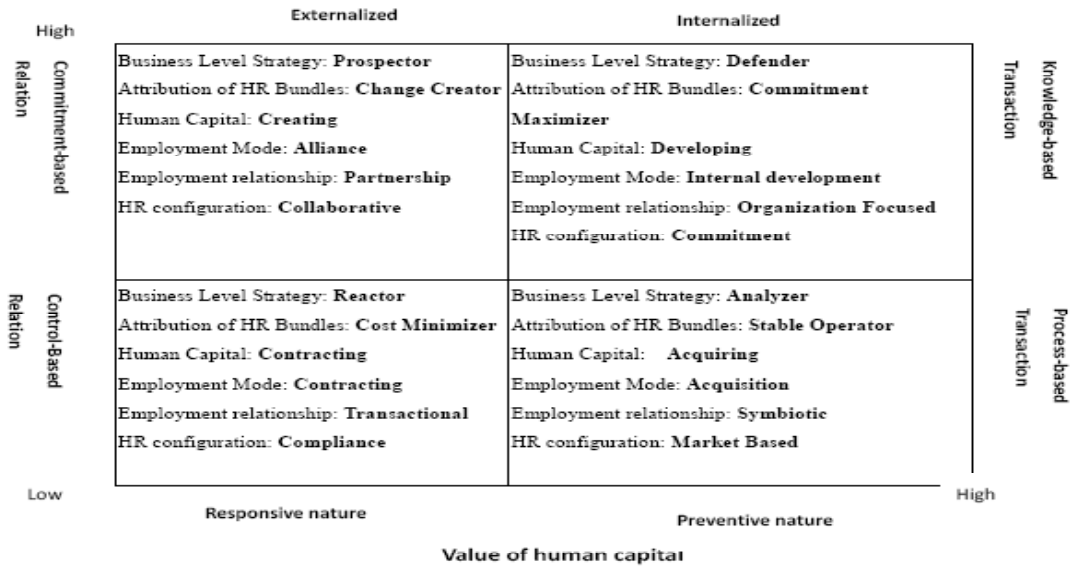 Externalized
Internalized
High
Commitment-based
Relation
Business Level Strategy: Prospector
Attribution of HR Bundles: Change Creator
Human Capital: Creating
Employment Mode: Alliance
Employment relationship: Partnership
HR configuration: Collaborative
Business Level Strategy: Defender
Attribution of HR Bundles: Commitment
Maximizer
Human Capital: Developing
Employment Mode: Internal development
Employment relationship: Organization Focused
HR configuration: Commitment
Knowledge-based
Transaction
Control-Based
Relation
Business Level Strategy: Reactor
Attribution of HR Bundles: Cost Minimizer
Human Capital: Contracting
Employment Mode: Contracting
Employment relationship: Transactional
HR configuration: Compliance
Business Level Strategy: Analyzer
Attribution of HR Bundles: Stable Operator
Human Capital: Acquiring
Employment Mode: Acquisition
Employment relationship: Symbiotic
HR configuration: Market Based
Process-based
Transaction
Low
High
Responsive nature
Preventive nature
Value of human capital